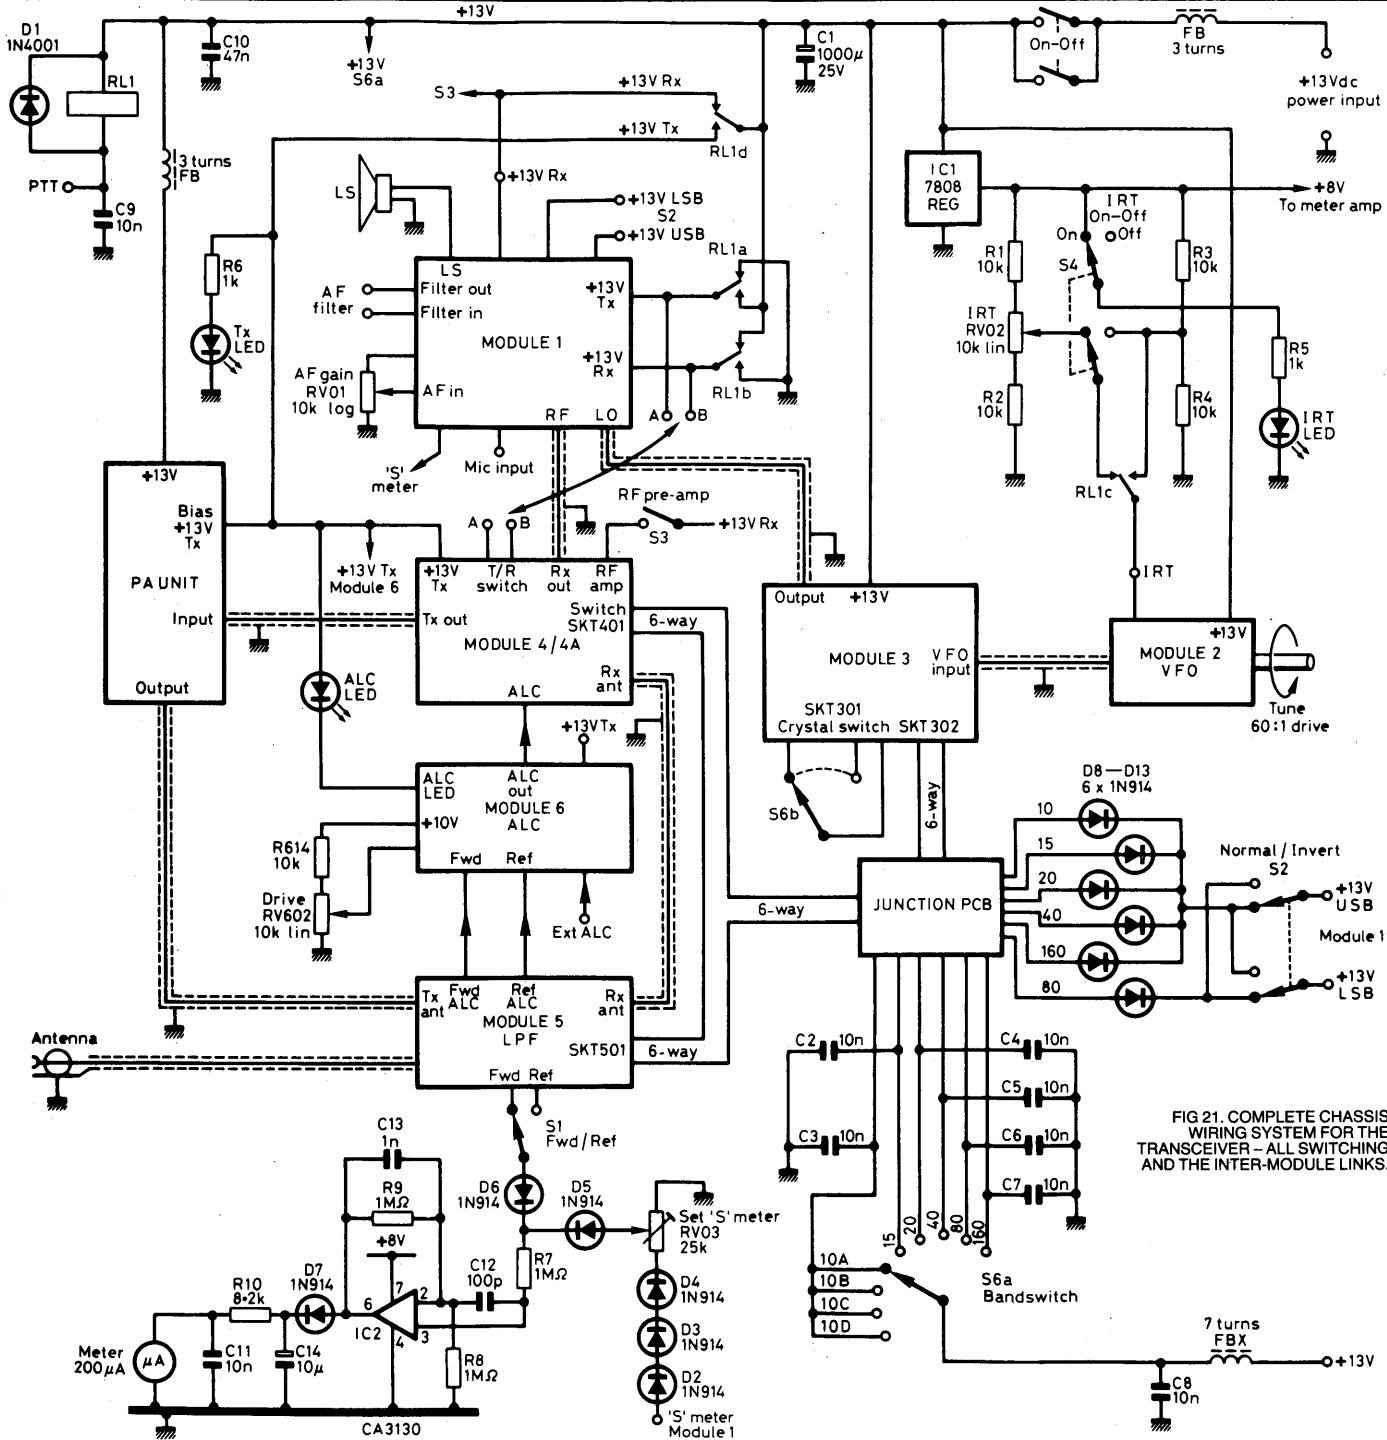 D1
1N4001
RL1
PTT
C9
10n
C10
47n
+13V
+13V
S6a
3 turns
FB
C1
1000µ
25V
On-Off
FB
3 turns
+13Vdc
power input
S3
+13V Rx
+13V Tx
RL1d
+13V Rx
LS
+13V LSB
S2
+13V USB
RL1a
RL1b
IC1
7808
REG
+8V
To meter amp
IRT
On-Off
On
Off
S4
R1
10k
R3
10k
IRT
RV02
10k lin
R2
10k
R4
10k
R5
1k
IRT
LED
RL1c
IRT
R6
1k
Tx
LED
AF
filter
LS
Filter out
Filter in
MODULE 1
+13V
Tx
+13V
Rx
AF gain
RV01
10k log
AF in
RF
LO
A
B
'S'
meter
Mic input
RF pre-amp
S3
+13V Rx
+13V
Bias
+13V
Tx
PA UNIT
Input
Output
+13V Tx
Module 6
A
B
+13V
Tx
T/R
switch
Rx
out
RF
amp
Switch
SKT401
Tx out
MODULE 4/4A
Rx
ant
ALC
6-way
Output
+13V
MODULE 3
VFO
input
SKT301
Crystal switch
SKT302
+13V
MODULE 2
VFO
Tune
60:1 drive
ALC
LED
+13V Tx
ALC
LED
ALC
out
MODULE 6
ALC
+10V
Fwd
Ref
R614
10k
Drive
RV602
10k lin
Ext ALC
S6b
6-way
D8—D13
6 x 1N914
10
15
20
40
160
80
JUNCTION PCB
6-way
Normal / Invert
S2
+13V
USB
Module 1
+13V
LSB
Tx
ant
Fwd
ALC
Ref
ALC
Rx
ant
MODULE 5
LPF
SKT501
6-way
Fwd
Ref
Antenna
S1
Fwd/Ref
C2
10n
C3
10n
C4
10n
C5
10n
C6
10n
C7
10n
FIG 21. COMPLETE CHASSIS
WIRING SYSTEM FOR THE
TRANSCEIVER – ALL SWITCHING
AND THE INTER-MODULE LINKS.
C13
1n
R9
1MΩ
+8V
D6
1N914
D5
1N914
Set 'S' meter
RV03
25k
C12
100p
R7
1MΩ
D7
1N914
R10
8·2k
6
7
2
3
4
IC2
R8
1MΩ
D4
1N914
D3
1N914
D2
1N914
'S' meter
Module 1
Meter
200µA
µA
C11
10n
C14
10µ
CA3130
15
20
40
80
160
10A
10B
10C
10D
S6a
Bandswitch
7 turns
FBX
+13V
C8
10n